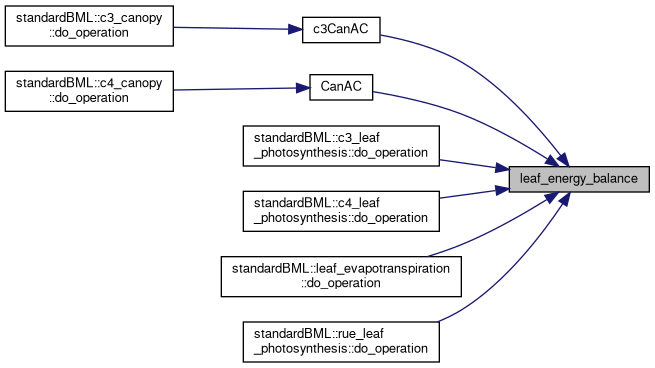 standardBML::c3_canopy
::do_operation
c3CanAC
standardBML::c4_canopy
::do_operation
CanAC
standardBML::c3_leaf
_photosynthesis::do_operation
leaf_energy_balance
standardBML::c4_leaf
_photosynthesis::do_operation
standardBML::leaf_evapotranspiration
::do_operation
standardBML::rue_leaf
_photosynthesis::do_operation